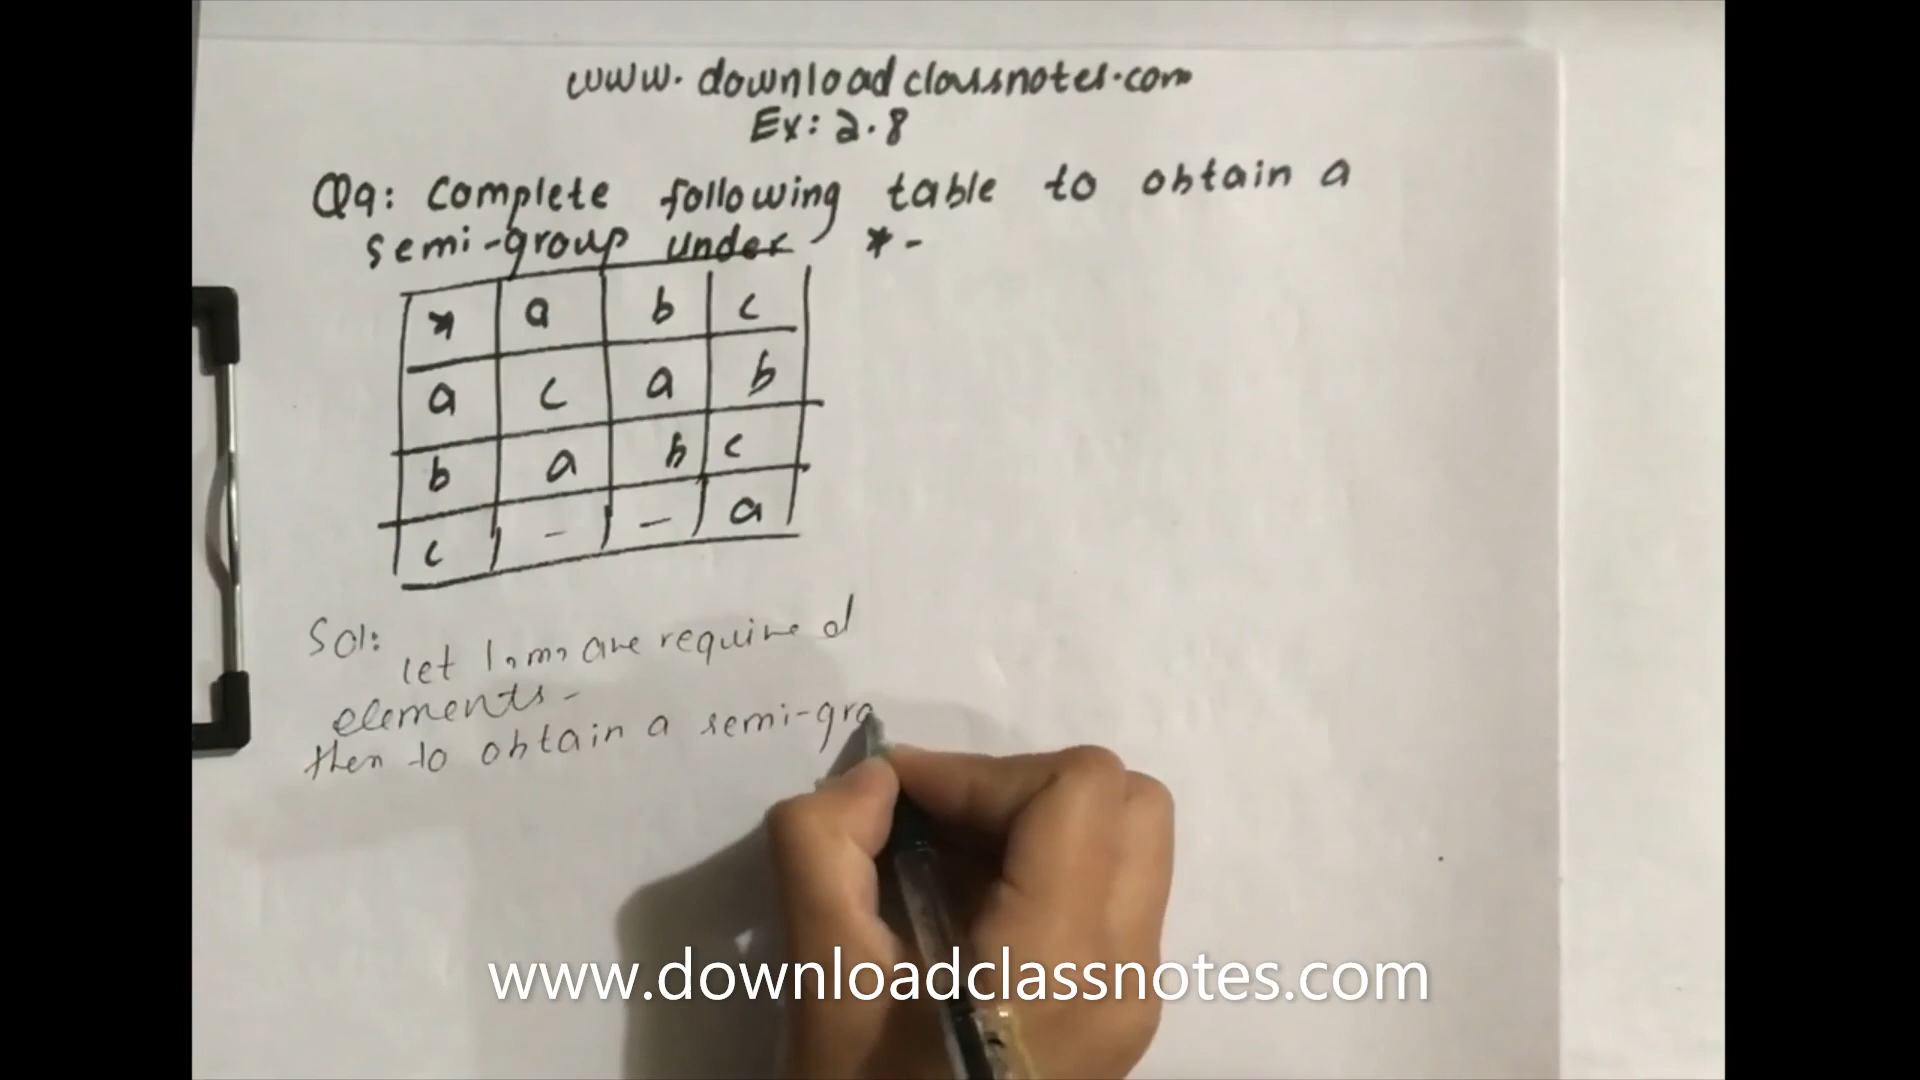 www.downloadclassnotes.com
Ex: 2.8
Q9: Complete following table to obtain a
semi-group under *-
* a b c
a c a b
b a b c
c - - a
Sol:
let l, m, are required
elements-
then to obtain a semi-gro
www.downloadclassnotes.com